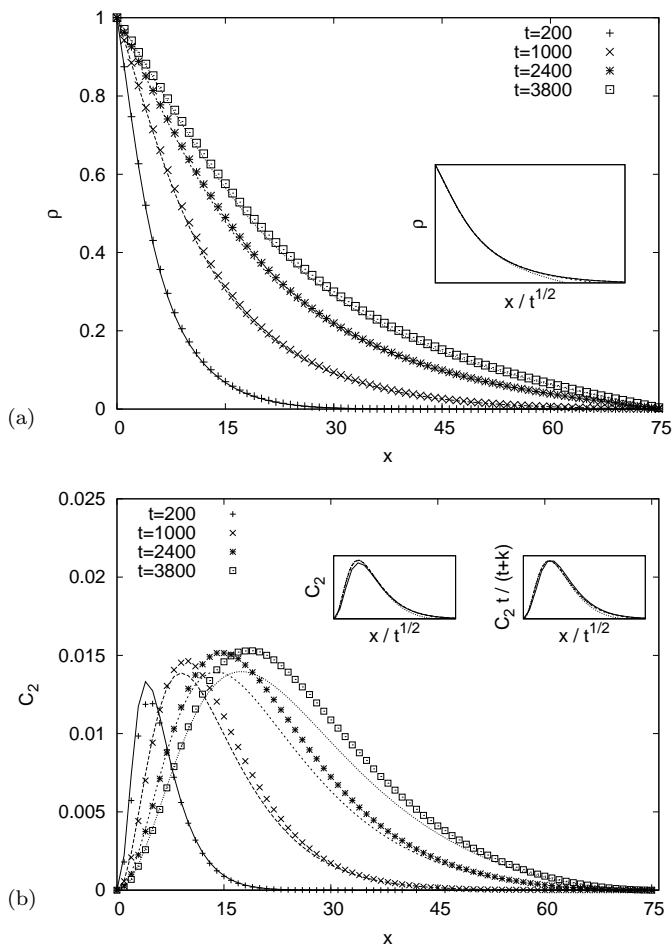 t=200
t=1000
t=2400
t=3800
1
0.8
0.6
0.4
0.2
0
ρ
ρ
x / t^{1/2}
0 15 30 45 60 75
x
(a)
0.025
0.02
0.015
0.01
0.005
0
C_2
t=200
t=1000
t=2400
t=3800
C_2
x / t^{1/2}
C_2 t / (t+k)
x / t^{1/2}
0 15 30 45 60 75
x
(b)